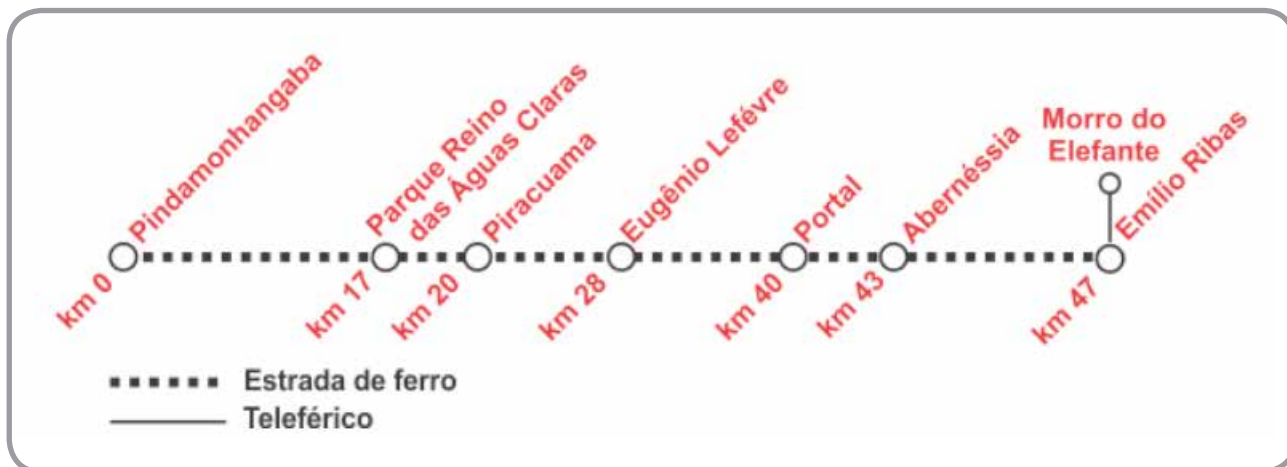 Pindamonhangaba
Parque Reino
das Águas Claras
Piracuama
Eugênio Lefévre
Portal
Abernéssia
Morro do
Elefante
Emílio Ribas
km 0
km 17
km 20
km 28
km 40
km 43
km 47
Estrada de ferro
Teleférico